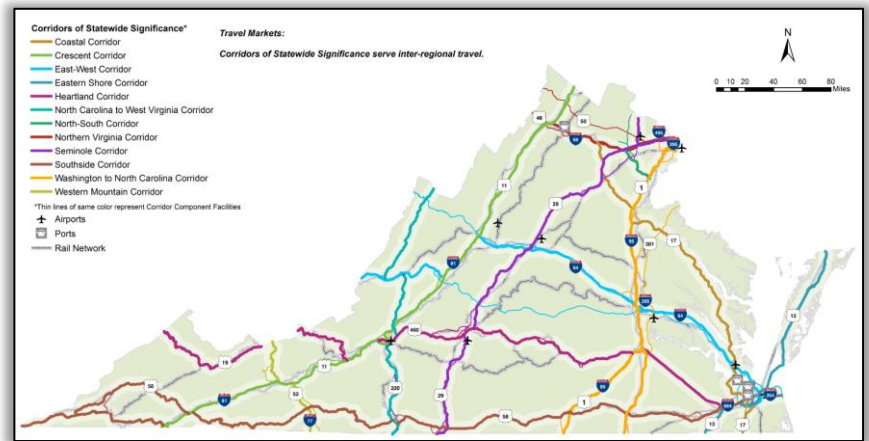 Corridors of Statewide Significance*
Coastal Corridor
Crescent Corridor
East-West Corridor
Eastern Shore Corridor
Heartland Corridor
North Carolina to West Virginia Corridor
North-South Corridor
Northern Virginia Corridor
Seminole Corridor
Southside Corridor
Washington to North Carolina Corridor
Western Mountain Corridor
*Thin lines of same color represent Corridor Component Facilities
Airports
Ports
Rail Network
Travel Markets:
Corridors of Statewide Significance serve inter-regional travel.
N
0 10 20 40 60 80
Miles
50
66
495
395
11
1
29
17
95
301
81
64
295
64
13
460
19
11
220
52
58
81
77
29
58
1
85
13
17